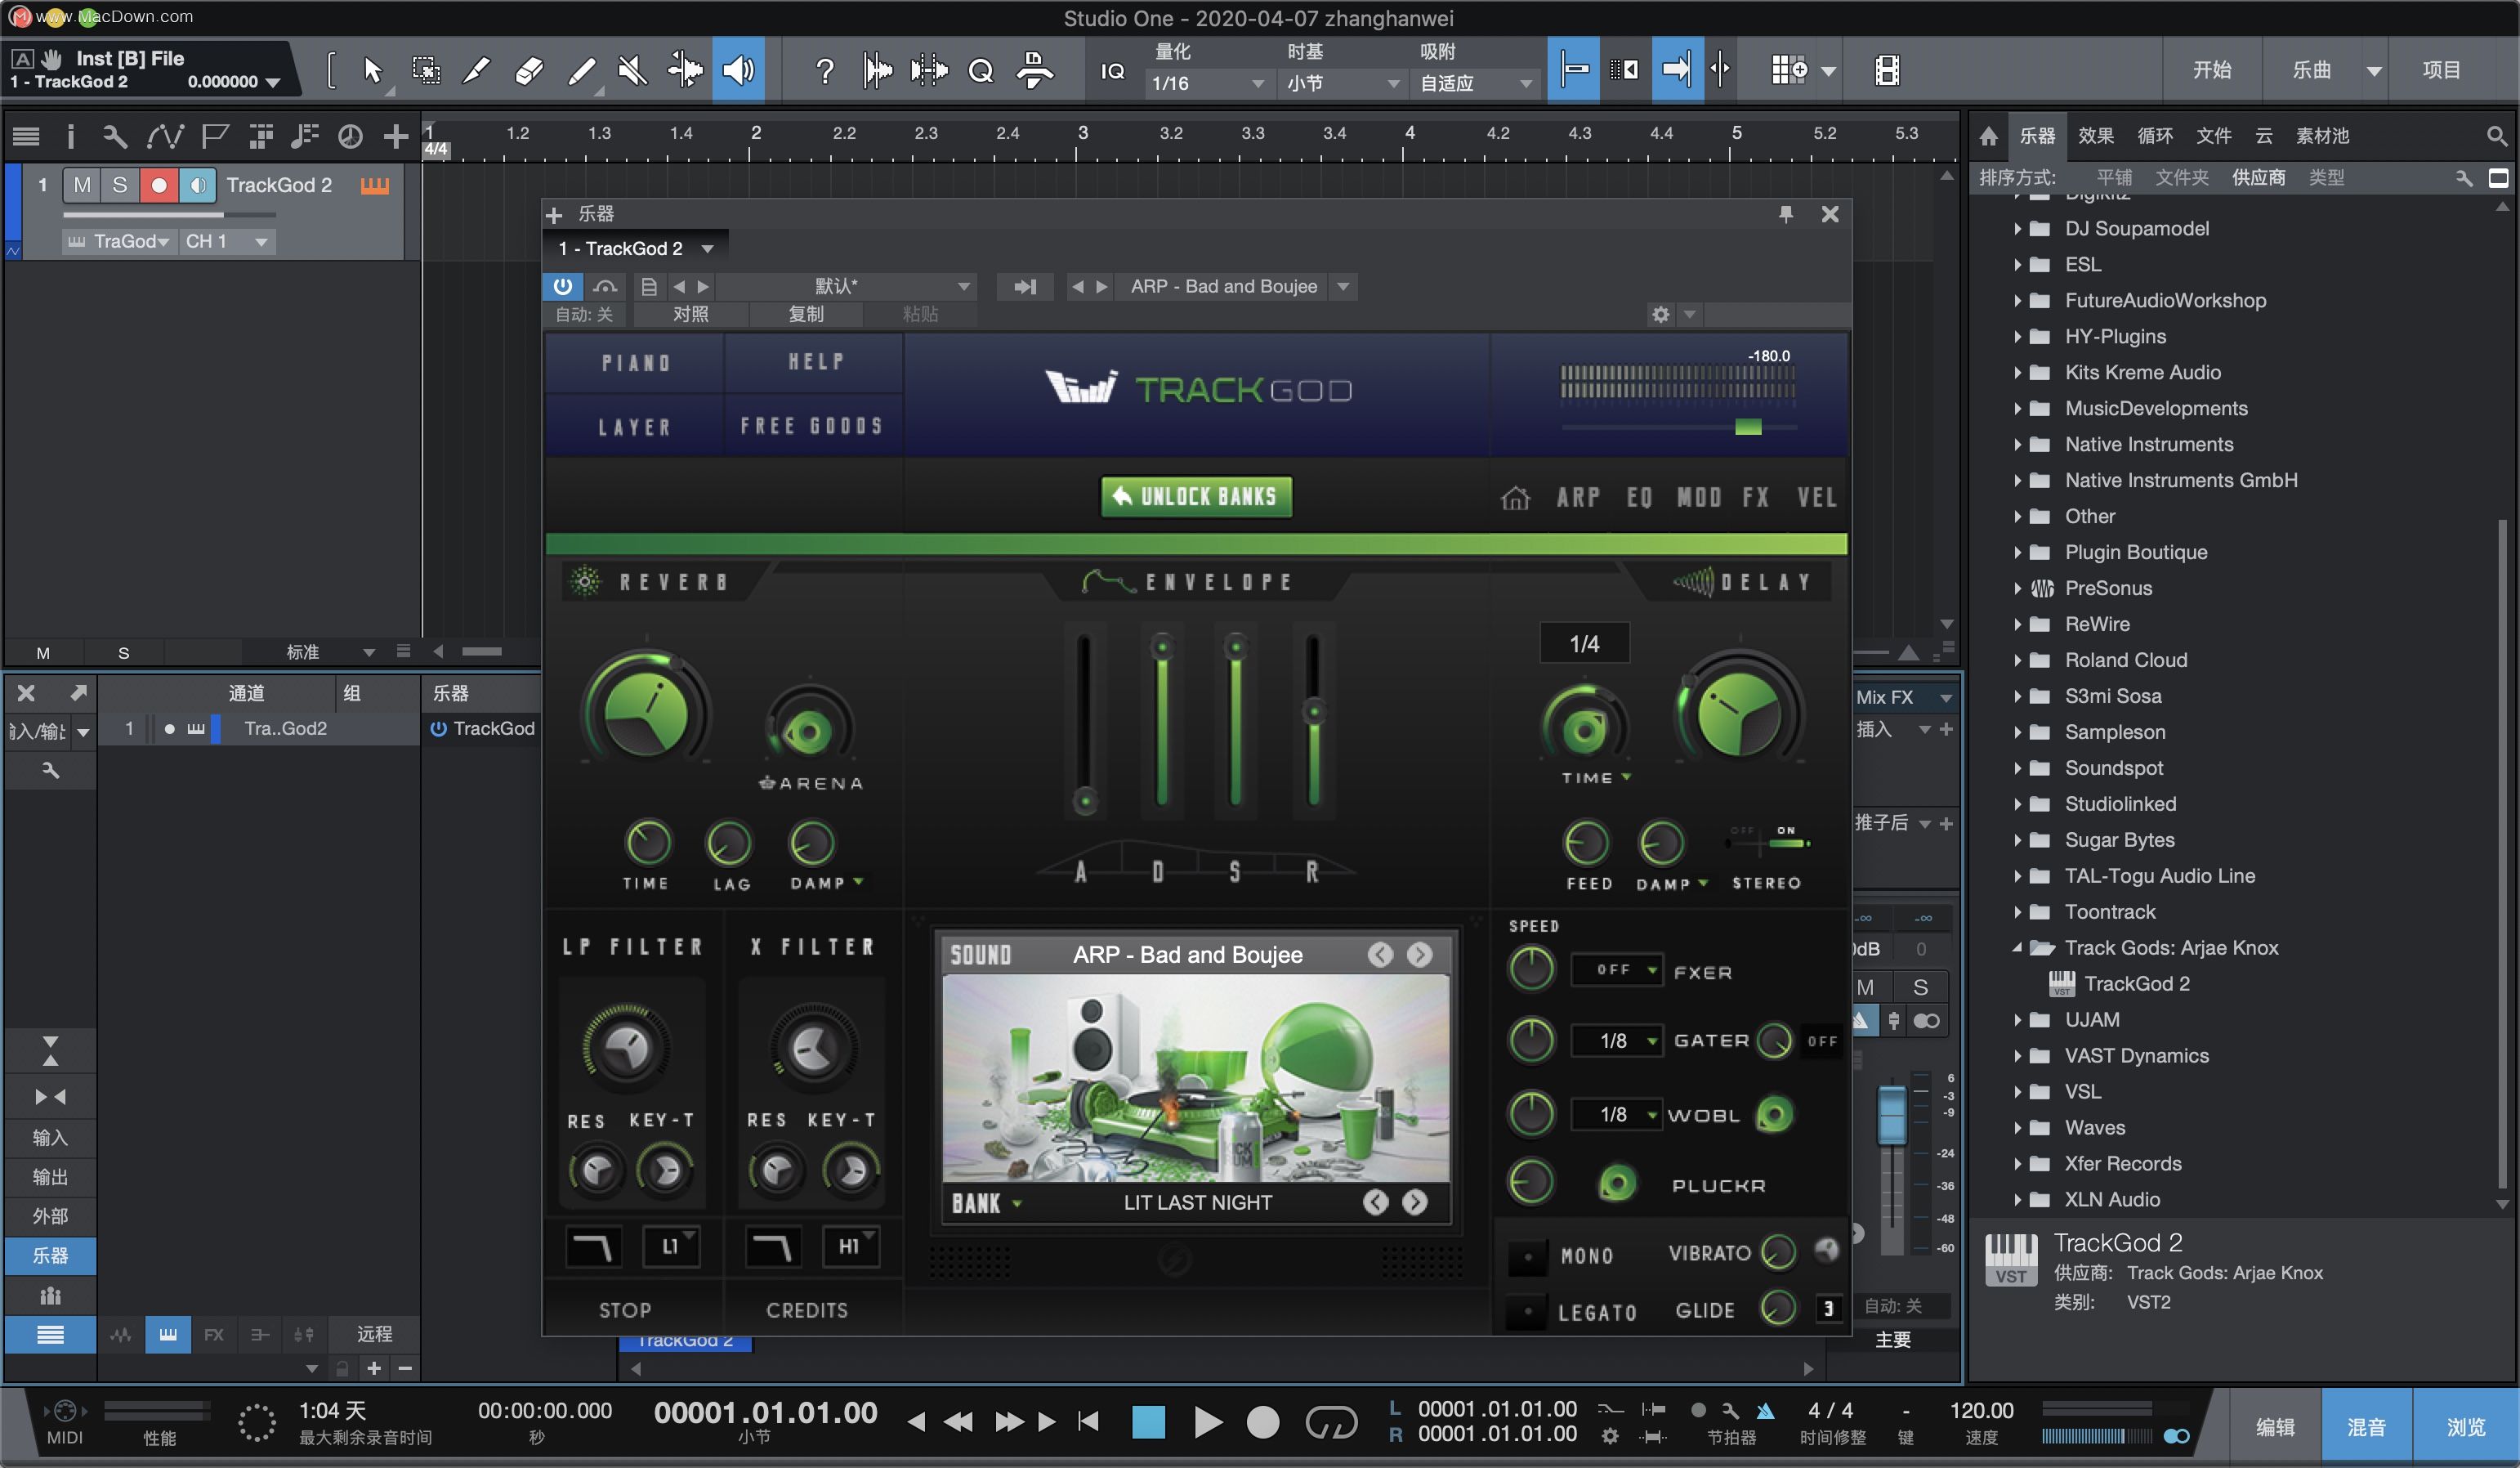 www.MacDown.com
Studio One - 2020-04-07 zhanghanwei
Inst [B] File
1 - TrackGod 2 0.000000
IQ
量化 时基 吸附
1/16 小节 自适应
开始 乐曲 项目
1 1.2 1.3 1.4 2 2.2 2.3 2.4 3 3.2 3.3 3.4 4 4.2 4.3 4.4 5 5.2 5.3
4/4
1 M S TrackGod 2
TraGod CH 1
M S 标准
通道 组 乐器
1 Tra..God2 TrackGod
输入
输出
外部
乐器
FX 远程
乐器
1 - TrackGod 2
默认* ARP - Bad and Boujee
自动: 关 对照 复制 粘贴
PIANO HELP
LAYER FREE GOODS
TRACKGOD
-180.0
UNLOCK BANKS
ARP EQ MOD FX VEL
REVERB ENVELOPE DELAY
1/4
ARENA
TIME
TIME LAG DAMP
A D S R
FEED DAMP STEREO
OFF ON
LP FILTER X FILTER
RES KEY-T RES KEY-T
L1 H1
STOP CREDITS
SOUND ARP - Bad and Boujee
BANK LIT LAST NIGHT
SPEED
OFF FXER
1/8 GATER OFF
1/8 WOBL
PLUCKR
MONO VIBRATO
LEGATO GLIDE 3
TrackGod 2
Mix FX
插入
推子后
-∞ -∞
0dB 0
M S
6
-3
-9
-24
-36
-48
-60
自动: 关
主要
乐器 效果 循环 文件 云 素材池
排序方式: 平铺 文件夹 供应商 类型
Digikitz
DJ Soupamodel
ESL
FutureAudioWorkshop
HY-Plugins
Kits Kreme Audio
MusicDevelopments
Native Instruments
Native Instruments GmbH
Other
Plugin Boutique
PreSonus
ReWire
Roland Cloud
S3mi Sosa
Sampleson
Soundspot
Studiolinked
Sugar Bytes
TAL-Togu Audio Line
Toontrack
Track Gods: Arjae Knox
TrackGod 2
UJAM
VAST Dynamics
VSL
Waves
Xfer Records
XLN Audio
TrackGod 2
供应商: Track Gods: Arjae Knox
类别: VST2
VST
MIDI 性能
1:04 天
最大剩余录音时间
00:00:00.000
秒
00001.01.01.00
小节
L 00001.01.01.00
R 00001.01.01.00
节拍器
4 / 4
时间修整
-
键
120.00
速度
编辑 混音 浏览